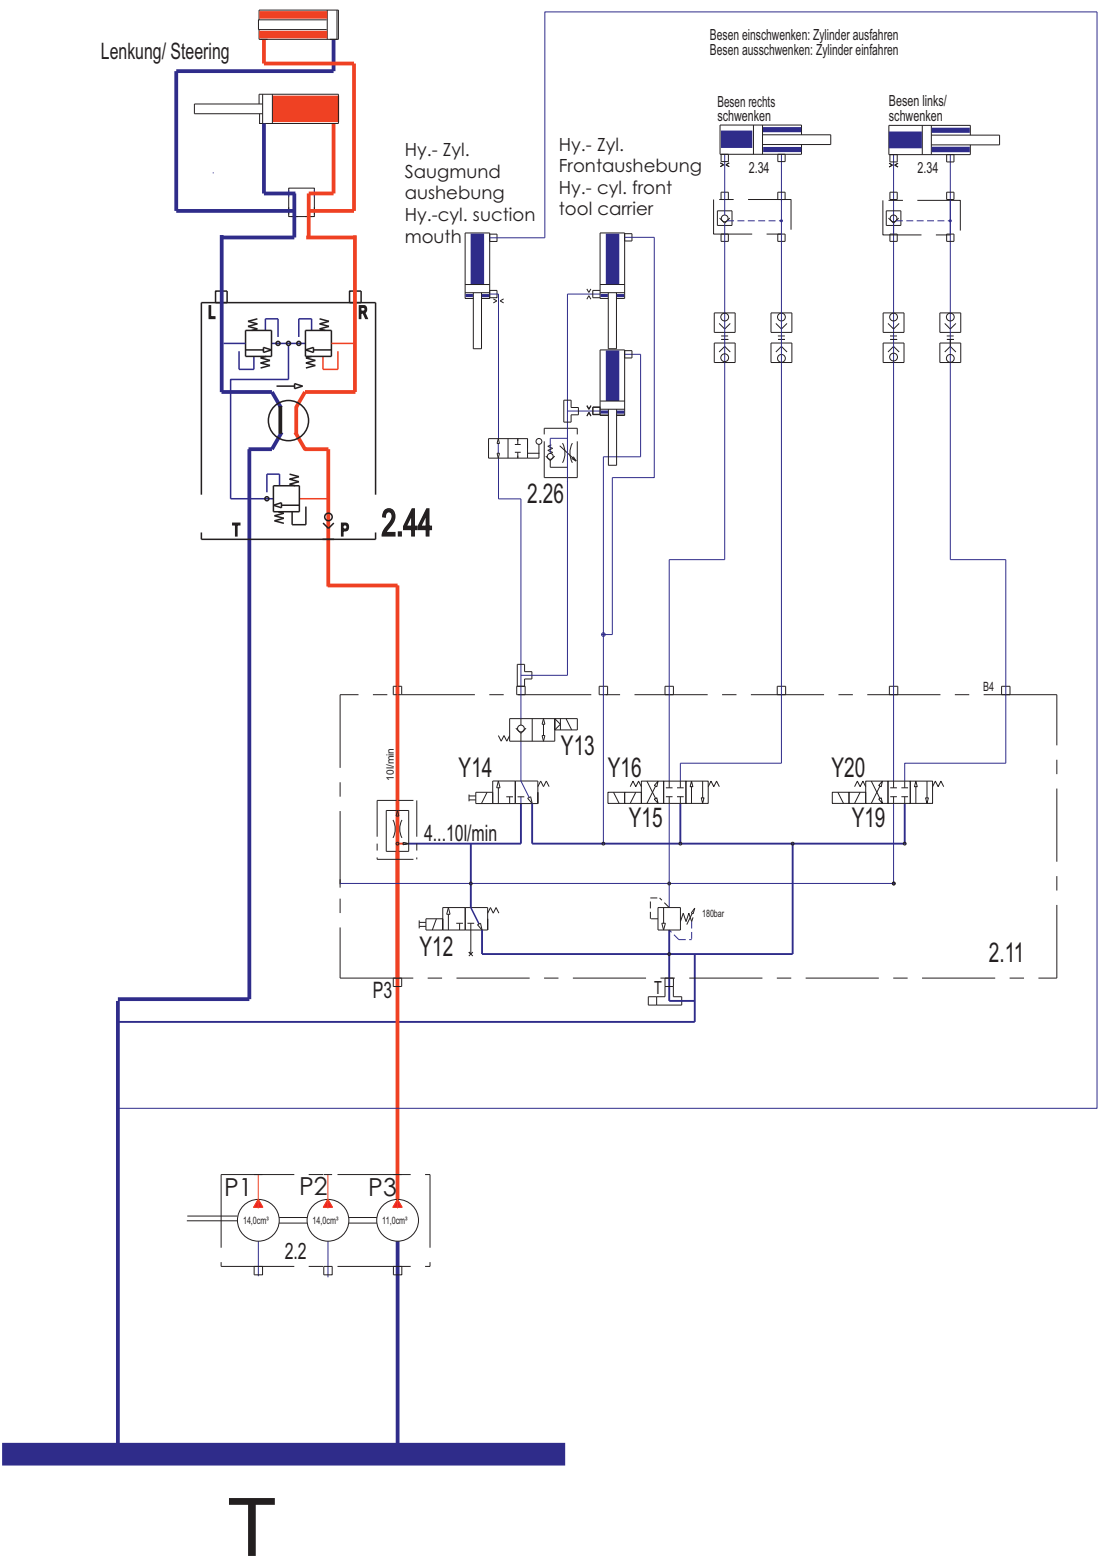 Lenkung/ Steering
Besen einschwenken: Zylinder ausfahren
Besen ausschwenken: Zylinder einfahren
Besen rechts
schwenken
Besen links/
schwenken
2.34
2.34
Hy.- Zyl.
Saugmund
aushebung
Hy.-cyl. suction
mouth
Hy.- Zyl.
Frontaushebung
Hy.- cyl. front
tool carrier
L
R
2.26
T
P
2.44
B4
10l/min
Y13
Y14
Y16
Y20
Y15
Y19
4...10l/min
Y12
180bar
2.11
P3
T
P1
P2
P3
14,0cm³
14,0cm³
11,0cm³
2.2
T